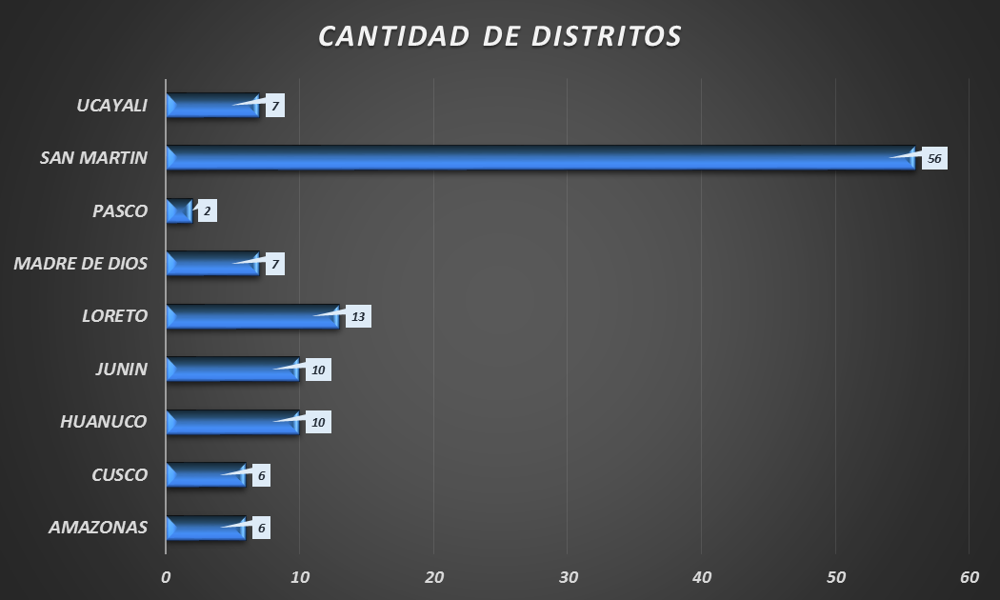 CANTIDAD DE DISTRITOS
UCAYALI 7
SAN MARTIN 56
PASCO 2
MADRE DE DIOS 7
LORETO 13
JUNIN 10
HUANUCO 10
CUSCO 6
AMAZONAS 6
0 10 20 30 40 50 60